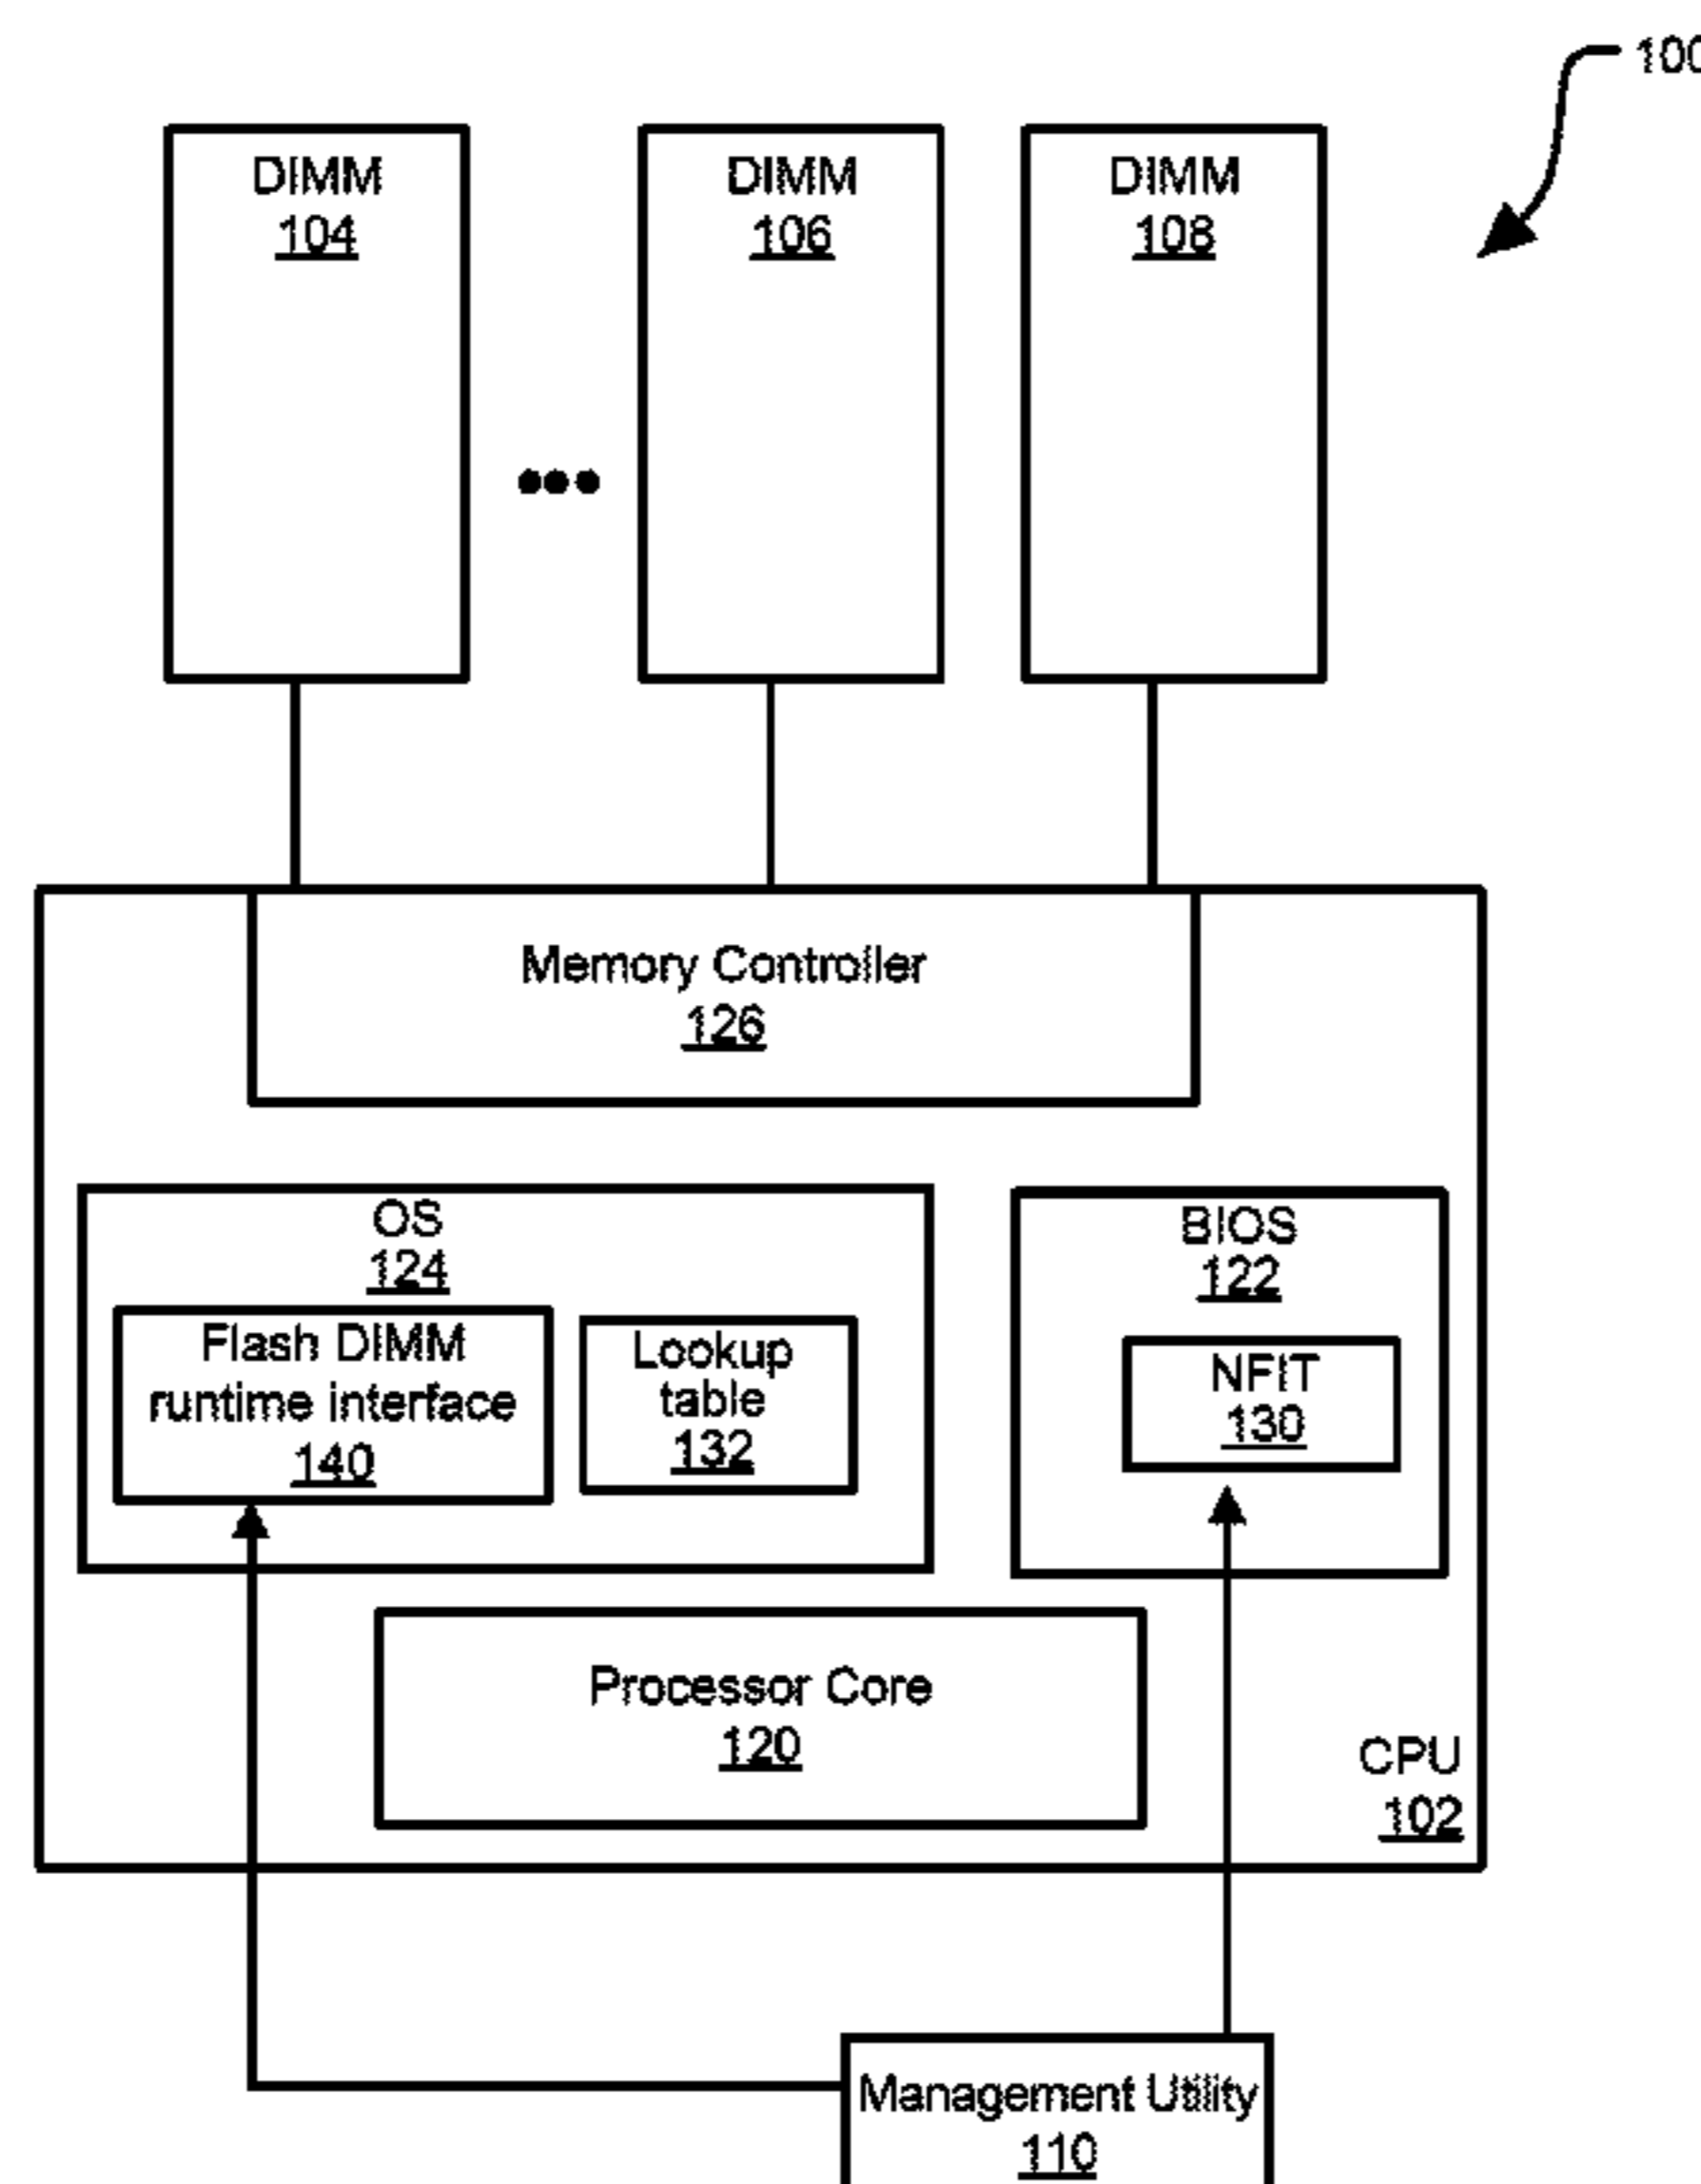 100
DIMM
104
DIMM
106
DIMM
108
Memory Controller
126
OS
124
Flash DIMM
runtime interface
140
Lookup
table
132
BIOS
122
NFIT
130
Processor Core
120
CPU
102
Management Utility
110